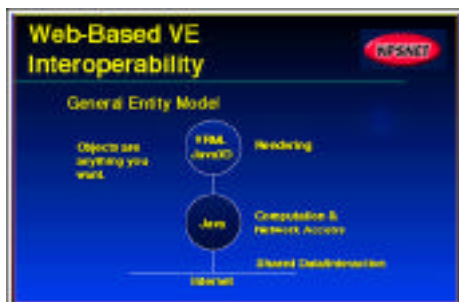 Web-Based VE
Interoperability
NPSNET
General Entity Model
Objects are
anything you
want.
VRML
Java3D
Rendering
Java
Computation &
Network Access
Shared Data/Interaction
Internet